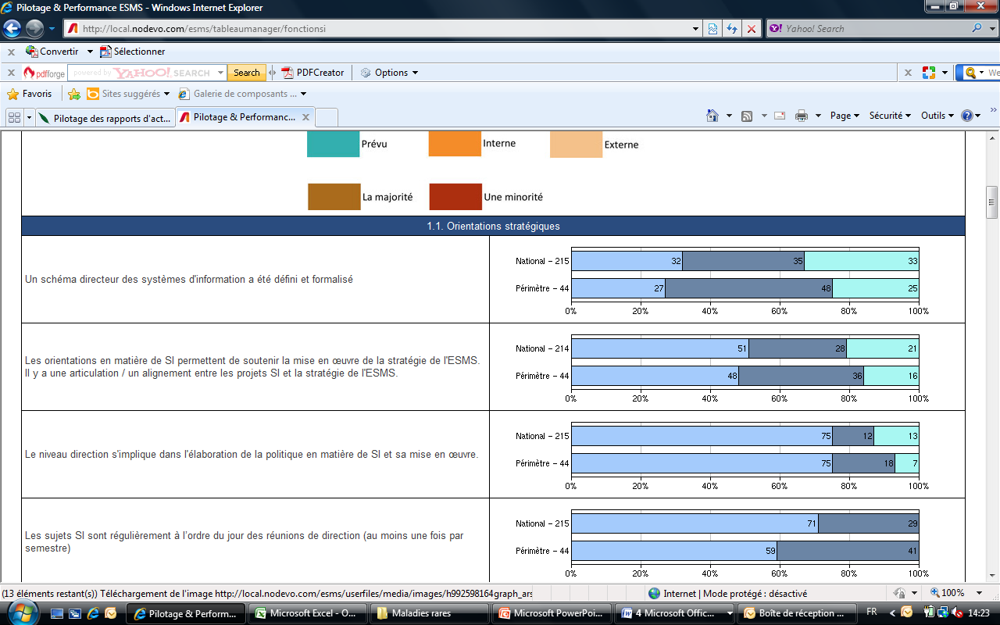 Pilotage & Performance ESMS - Windows Internet Explorer
http://local.nodevo.com/esms/tableaumanager/fonctionsi
Yahoo! Search
x Convertir Sélectionner
x pdfforge powered by YAHOO! SEARCH Search PDFCreator Options x We
Favoris Sites suggérés Galerie de composants ...
Pilotage des rapports d'act... Pilotage & Performanc... x Page Sécurité Outils
Prévu Interne Externe
La majorité Une minorité
1.1. Orientations stratégiques
Un schéma directeur des systèmes d'information a été défini et formalisé
National – 215 32 35 33
Périmètre – 44 27 48 25
0% 20% 40% 60% 80% 100%
Les orientations en matière de SI permettent de soutenir la mise en œuvre de la stratégie de l'ESMS.
Il y a une articulation / un alignement entre les projets SI et la stratégie de l'ESMS.
National – 214 51 28 21
Périmètre – 44 48 36 16
0% 20% 40% 60% 80% 100%
Le niveau direction s'implique dans l'élaboration de la politique en matière de SI et sa mise en œuvre.
National – 215 75 12 13
Périmètre – 44 75 18 7
0% 20% 40% 60% 80% 100%
Les sujets SI sont régulièrement à l'ordre du jour des réunions de direction (au moins une fois par
semestre)
National – 215 71 29
Périmètre – 44 59 41
0% 20% 40% 60% 80% 100%
(13 éléments restant(s)) Téléchargement de l'image http://local.nodevo.com/esms/userfiles/media/images/h992598164graph_ars Internet | Mode protégé : désactivé 100%
Pilotage & Perform... Microsoft Excel - O... Maladies rares Microsoft PowerPoi... 4 Microsoft Offic... Boîte de réception ... FR 14:23